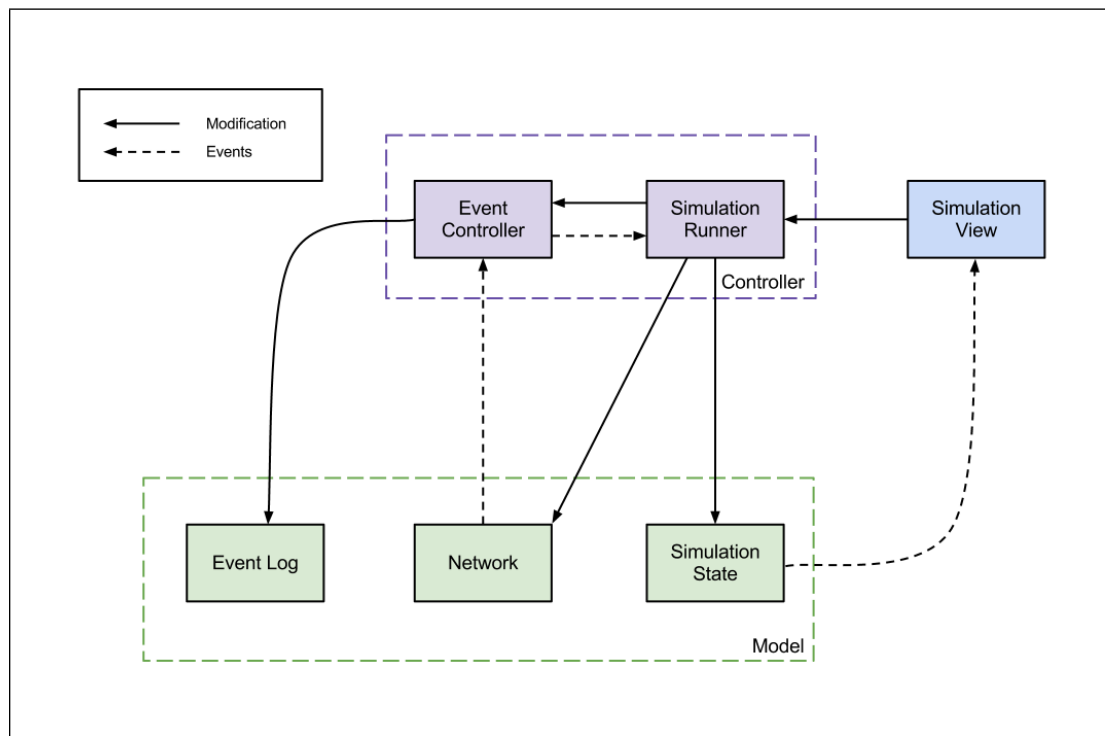 Modification
Events
Event
Controller
Simulation
Runner
Simulation
View
Controller
Event Log
Network
Simulation
State
Model